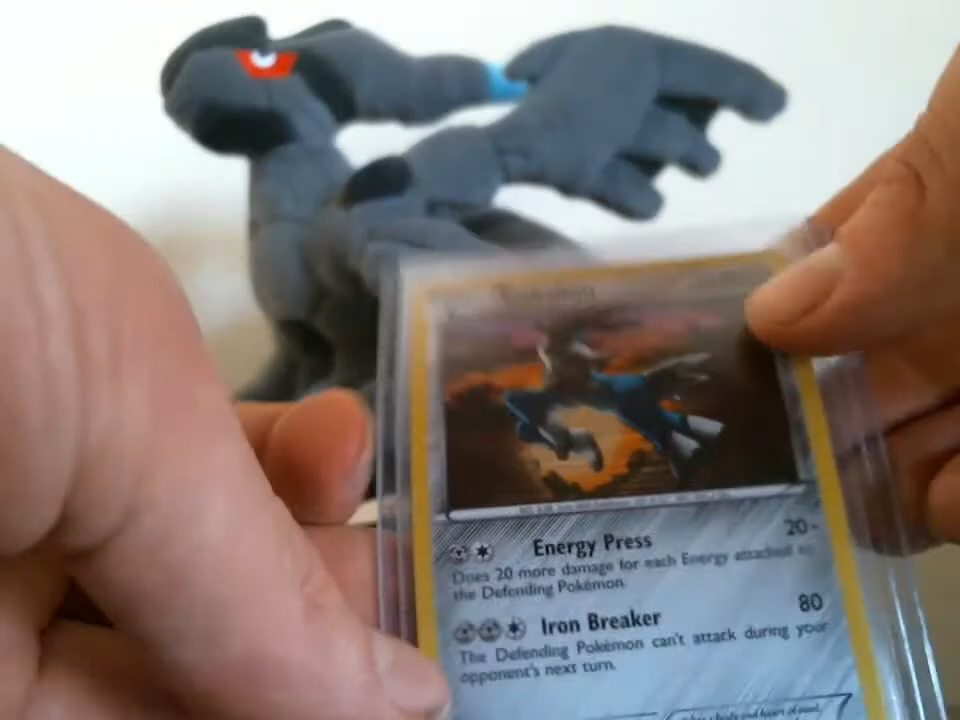 Energy Press 20
Does 20 more damage for each Energy attached to
the Defending Pokémon.
Iron Breaker 80
The Defending Pokémon can't attack during your
opponent's next turn.